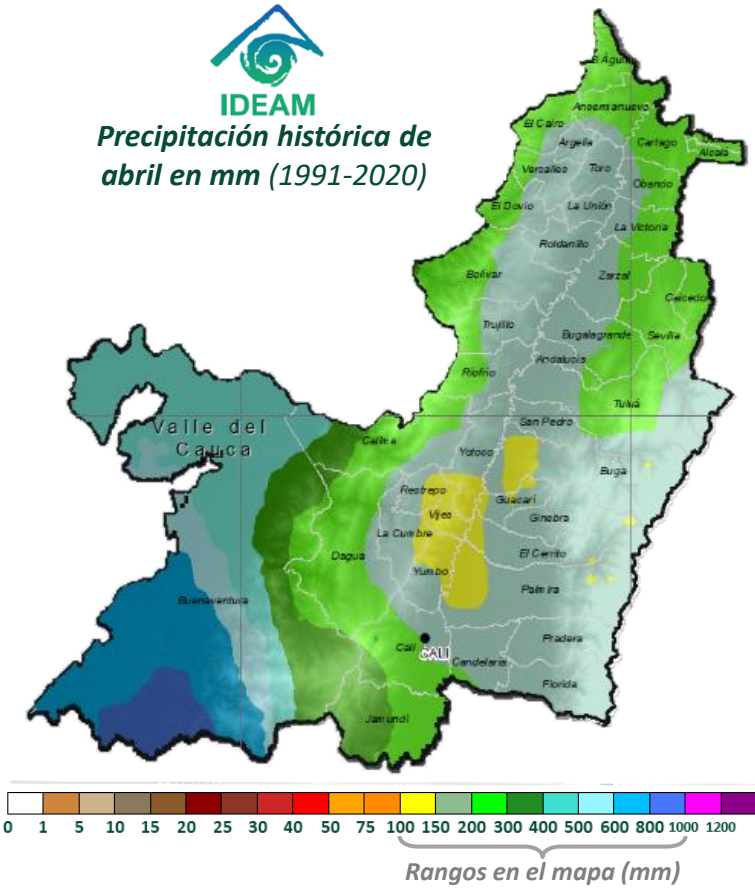 IDEAM
Precipitación histórica de
abril en mm (1991-2020)
El Águila
Ansermanuevo
El Cairo
Argelia
Cartago
Alcalá
Versalles
Toro
Obando
El Dovio
La Unión
La Victoria
Roldanillo
Bolívar
Zarzal
Caicedo
Trujillo
Bugalagrande
Sevilla
Andalucía
Riofrío
Tuluá
San Pedro
Valle del
Cauca
Calima
Yotoco
Buga
Restrepo
Guacarí
Vijes
Ginebra
La Cumbre
El Cerrito
Dagua
Yumbo
Palmira
Buenaventura
Pradera
Cali
CALI
Candelaria
Florida
Jamundí
0 1 5 10 15 20 25 30 40 50 75 100 150 200 300 400 500 600 800 1000 1200
Rangos en el mapa (mm)